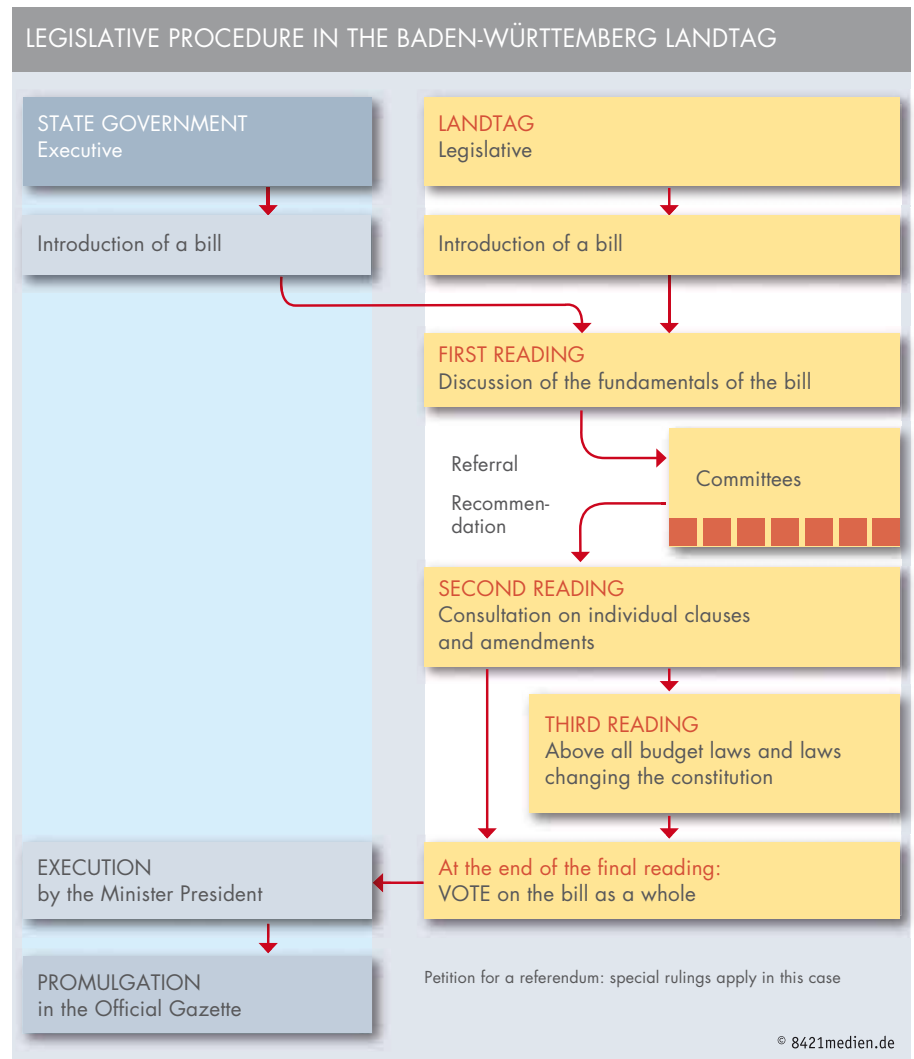 LEGISLATIVE PROCEDURE IN THE BADEN-WÜRTTEMBERG LANDTAG
STATE GOVERNMENT
Executive
LANDTAG
Legislative
Introduction of a bill
Introduction of a bill
FIRST READING
Discussion of the fundamentals of the bill
Referral
Committees
Recommen-
dation
SECOND READING
Consultation on individual clauses
and amendments
THIRD READING
Above all budget laws and laws
changing the constitution
At the end of the final reading:
VOTE on the bill as a whole
EXECUTION
by the Minister President
PROMULGATION
in the Official Gazette
Petition for a referendum: special rulings apply in this case
© 8421medien.de